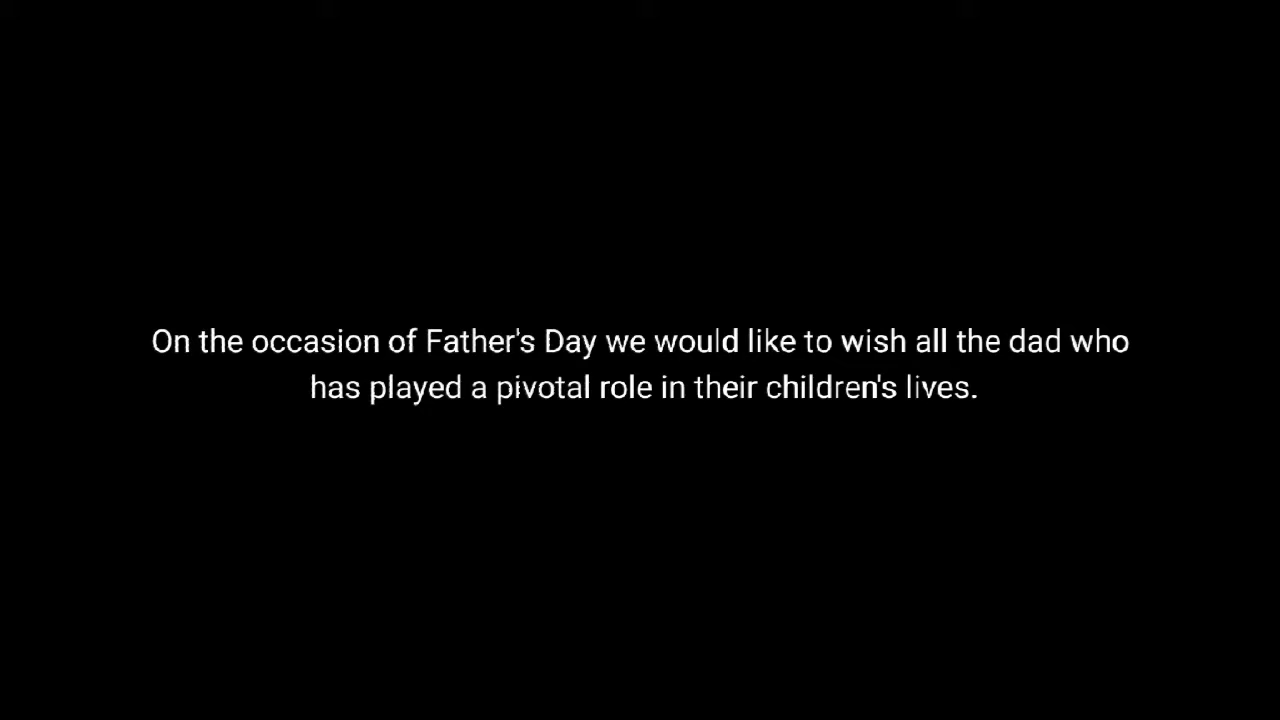 On the occasion of Father's Day we would like to wish all the dad who
has played a pivotal role in their children's lives.